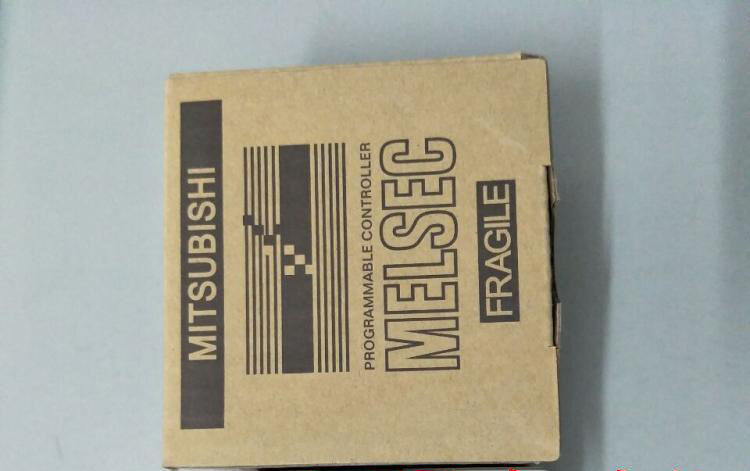 MITSUBISHI
PROGRAMMABLE CONTROLLER
MELSEC
FRAGILE